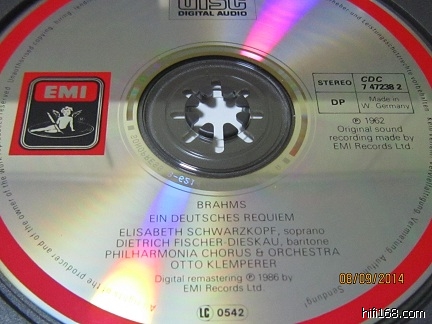 DISC
DIGITAL AUDIO
EMI
STEREO
CDC
7 47238 2
DP
Made in
W. Germany
℗ 1962
Original sound
recording made by
EMI Records Ltd.
BRAHMS
EIN DEUTSCHES REQUIEM
ELISABETH SCHWARZKOPF, soprano
DIETRICH FISCHER-DIESKAU, baritone
PHILHARMONIA CHORUS & ORCHESTRA
OTTO KLEMPERER
Digital remastering ℗ 1986 by
EMI Records Ltd.
LC 0542
08/09/2014
hifi168.com